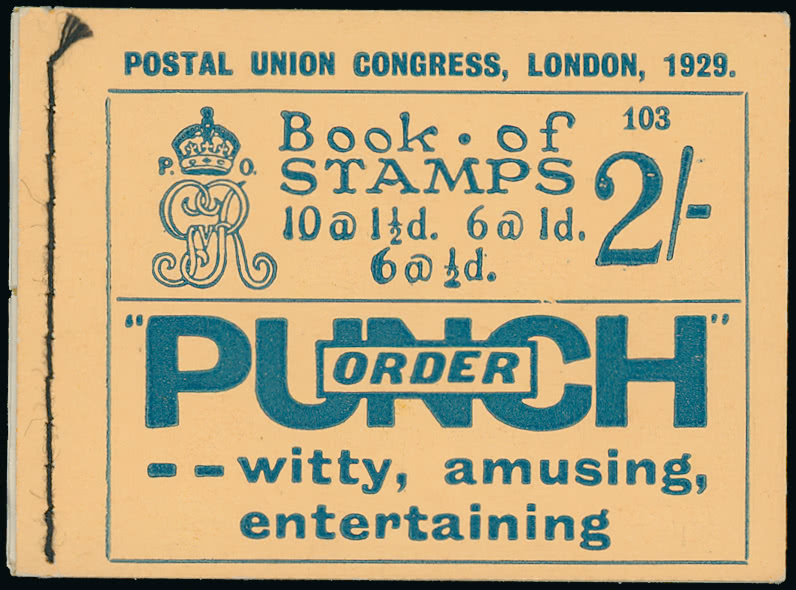 POSTAL UNION CONGRESS, LONDON, 1929.
103
P. O.
Book · of
STAMPS
2/-
10 @ 1½d. 6 @ 1d.
6 @ ½d.
GRV
"PUNCH"
ORDER
-- witty, amusing,
entertaining